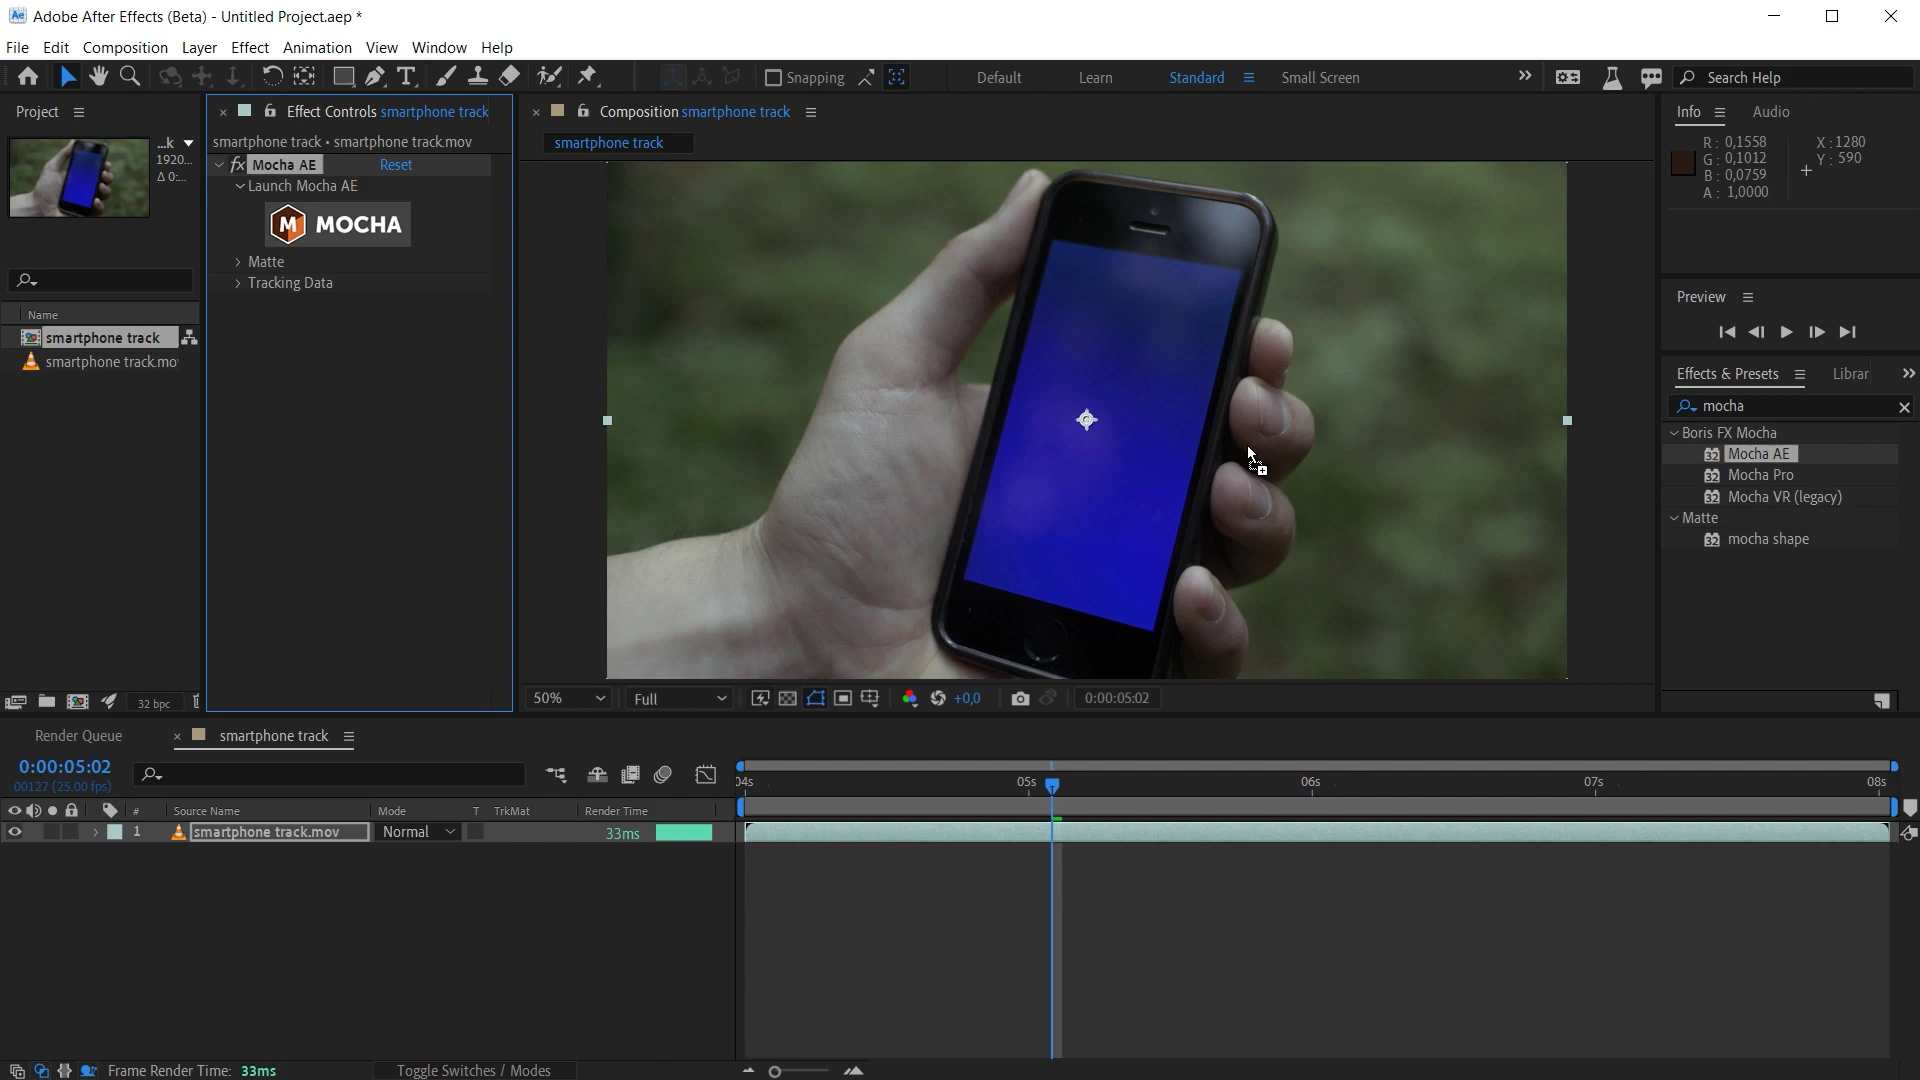 Adobe After Effects (Beta) - Untitled Project.aep *
File Edit Composition Layer Effect Animation View Window Help
Snapping Default Learn Standard Small Screen Search Help
Project
...k
1920...
Δ 0:...
Name
smartphone track
smartphone track.mo
32 bpc
Effect Controls smartphone track
smartphone track • smartphone track.mov
fx Mocha AE Reset
Launch Mocha AE
M MOCHA
Matte
Tracking Data
Composition smartphone track
smartphone track
50% Full +0,0 0:00:05:02
Info Audio
R: 0,1558
G: 0,1012
B: 0,0759
A: 1,0000
X: 1280
Y: 590
Preview
Effects & Presets Librar
mocha
Boris FX Mocha
32 Mocha AE
32 Mocha Pro
32 Mocha VR (legacy)
Matte
32 mocha shape
Render Queue smartphone track
0:00:05:02
00127 (25.00 fps)
04s 05s 06s 07s 08s
# Source Name Mode T TrkMat Render Time
1 smartphone track.mov Normal 33ms
Frame Render Time: 33ms Toggle Switches / Modes